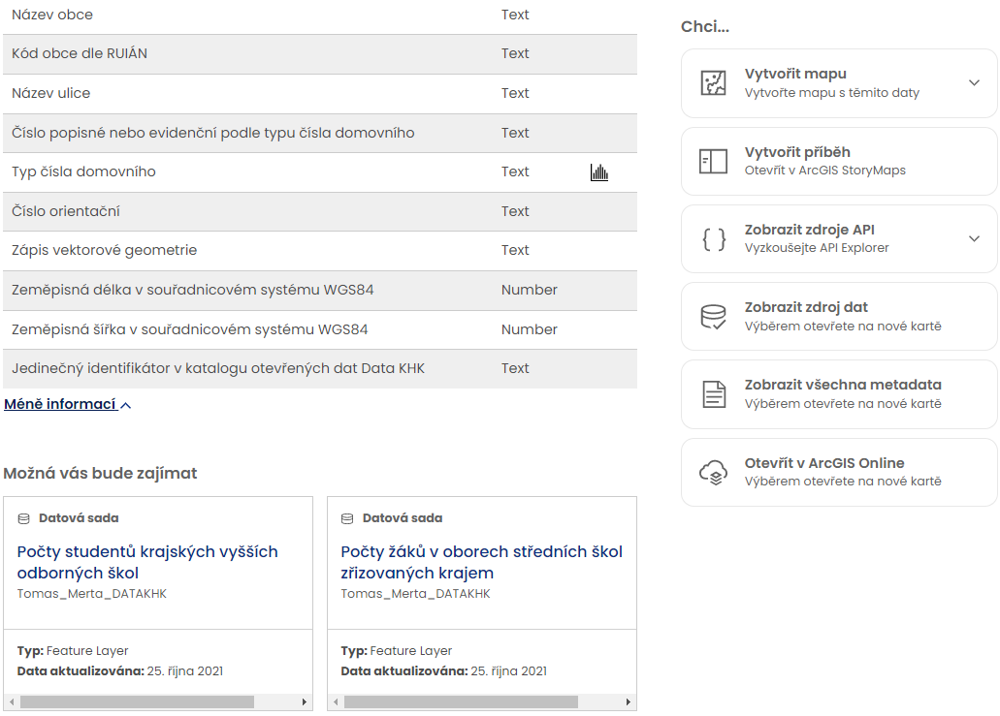 Název obce Text
Kód obce dle RUIÁN Text
Název ulice Text
Číslo popisné nebo evidenční podle typu čísla domovního Text
Typ čísla domovního Text
Číslo orientační Text
Zápis vektorové geometrie Text
Zeměpisná délka v souřadnicovém systému WGS84 Number
Zeměpisná šířka v souřadnicovém systému WGS84 Number
Jedinečný identifikátor v katalogu otevřených dat Data KHK Text
Méně informací
Možná vás bude zajímat
Datová sada
Počty studentů krajských vyšších
odborných škol
Tomas_Merta_DATAKHK
Typ: Feature Layer
Data aktualizována: 25. října 2021
Datová sada
Počty žáků v oborech středních škol
zřizovaných krajem
Tomas_Merta_DATAKHK
Typ: Feature Layer
Data aktualizována: 25. října 2021
Chci...
Vytvořit mapu
Vytvořte mapu s těmito daty
Vytvořit příběh
Otevřít v ArcGIS StoryMaps
Zobrazit zdroje API
Vyzkoušejte API Explorer
Zobrazit zdroj dat
Výběrem otevřete na nové kartě
Zobrazit všechna metadata
Výběrem otevřete na nové kartě
Otevřít v ArcGIS Online
Výběrem otevřete na nové kartě